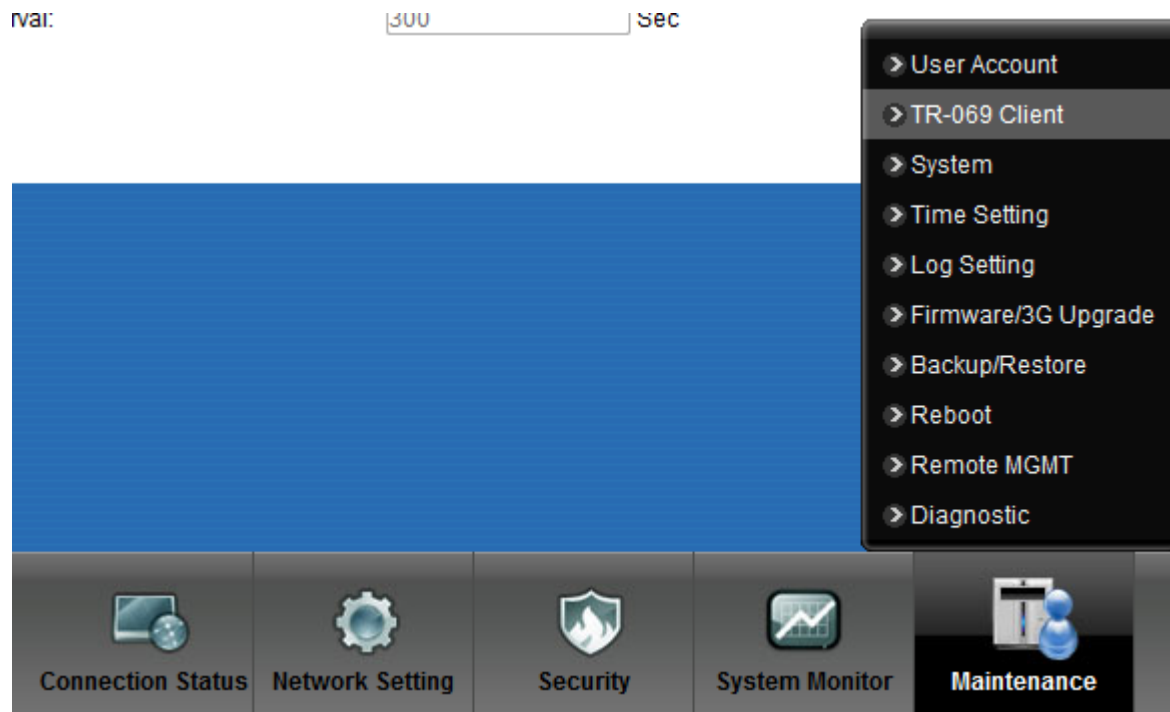 rval: 300 Sec
User Account
TR-069 Client
System
Time Setting
Log Setting
Firmware/3G Upgrade
Backup/Restore
Reboot
Remote MGMT
Diagnostic
Connection Status Network Setting Security System Monitor Maintenance